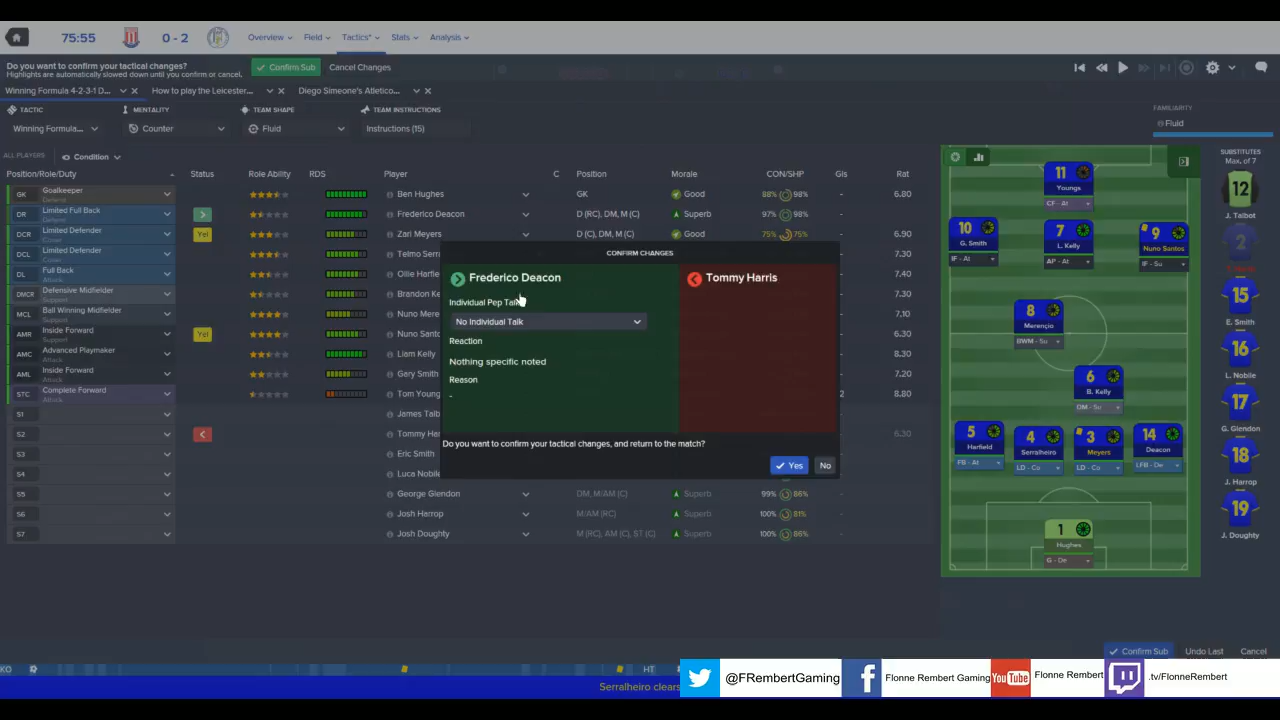 75:55
0 - 2
Overview
Field
Tactics*
Stats
Analysis
Do you want to confirm your tactical changes?
Highlights are automatically slowed down until you confirm or cancel.
Confirm Sub
Cancel Changes
Winning Formula 4-2-3-1 D...
How to play the Leicester...
Diego Simeone's Atletico...
TACTIC
MENTALITY
TEAM SHAPE
TEAM INSTRUCTIONS
FAMILIARITY
Winning Formula...
Counter
Fluid
Instructions (15)
Fluid
ALL PLAYERS
Condition
Position/Role/Duty Status Role Ability RDS Player C Position Morale CON/SHP Gls Rat
GK Goalkeeper Defend Ben Hughes GK Good 88% 98% - 6.80
DR Limited Full Back Defend Frederico Deacon D (RC), DM, M (C) Superb 97% 98% -
DCR Limited Defender Cover Yel Zari Meyers D (C), DM, M (C) Good 75% 75% - 6.90
DCL Limited Defender Cover Telmo Serra 7.30
DL Full Back Attack Ollie Harfie 7.30
DMCR Defensive Midfielder Support Brandon Ke 7.30
MCL Ball Winning Midfielder Support Nuno Mere 7.10
AMR Inside Forward Support Yel Nuno Santo 6.30
AMC Advanced Playmaker Attack Liam Kelly 8.30
AML Inside Forward Attack Gary Smith 7.20
STC Complete Forward Attack Tom Young 2 8.80
S1 James Talb
S2 Tommy Har 6.30
S3 Eric Smith
S4 Luca Nobile
S5 George Glendon DM, M/AM (C) Superb 99% 86% -
S6 Josh Harrop M/AM (RC) Superb 100% 81% -
S7 Josh Doughty M (RC), AM (C), ST (C) Superb 100% 86% -
CONFIRM CHANGES
Frederico Deacon
Tommy Harris
Individual Pep Talk
No Individual Talk
Reaction
Nothing specific noted
Reason
-
Do you want to confirm your tactical changes, and return to the match?
Yes
No
11
Youngs
CF - At
10
G. Smith
IF - At
7
L. Kelly
AP - At
9
Nuno Santos
IF - Su
8
Merençio
BWM - Su
6
B. Kelly
DM - Su
5
Harfield
FB - At
4
Serralheiro
LD - Co
3
Meyers
LD - Co
14
Deacon
LFB - De
1
Hughes
G - De
SUBSTITUTES
Max. of 7
12
J. Talbot
2
15
E. Smith
16
L. Nobile
17
G. Glendon
18
J. Harrop
19
J. Doughty
Confirm Sub
Undo Last
Cancel
KO
HT
Serralheiro clears
@FRembertGaming
Flonne Rembert Gaming
YouTube
Flonne Rembert
.tv/FlonneRembert